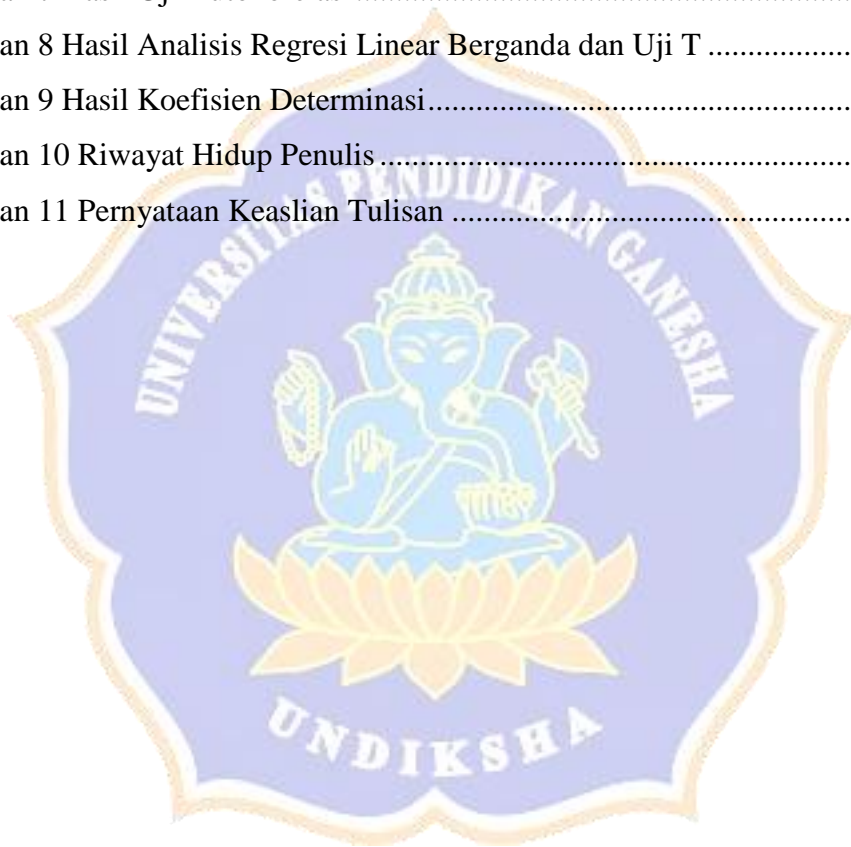 an 8 Hasil Analisis Regresi Linear Berganda dan Uji T ...................
an 9 Hasil Koefisien Determinasi.......................................................
an 10 Riwayat Hidup Penulis .............................................................
an 11 Pernyataan Keaslian Tulisan ....................................................
UNIVERSITAS PENDIDIKAN GANESHA
UNDIKSHA